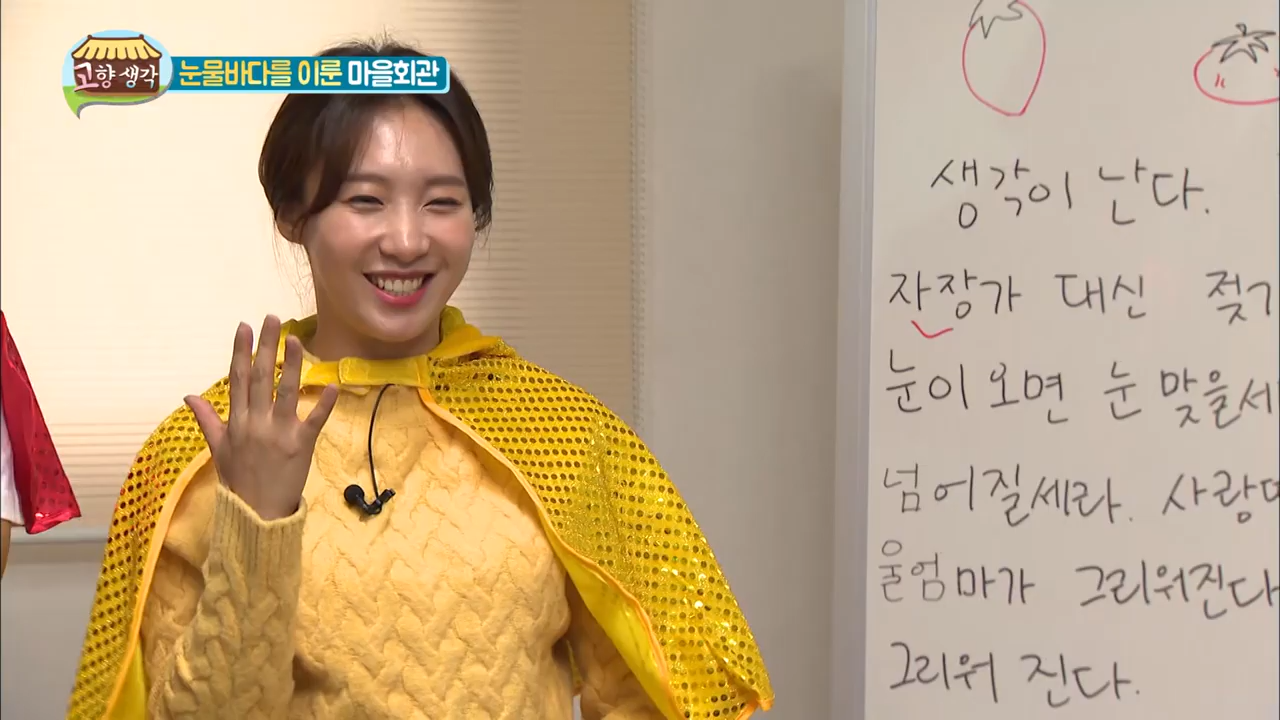 고향 생각
눈물바다를 이룬 마을회관
생각이 난다.
자장가 대신 젖가
눈이 오면 눈 맞을세
넘어질세라. 사랑
울엄마가 그리워진다
그리워 진다.